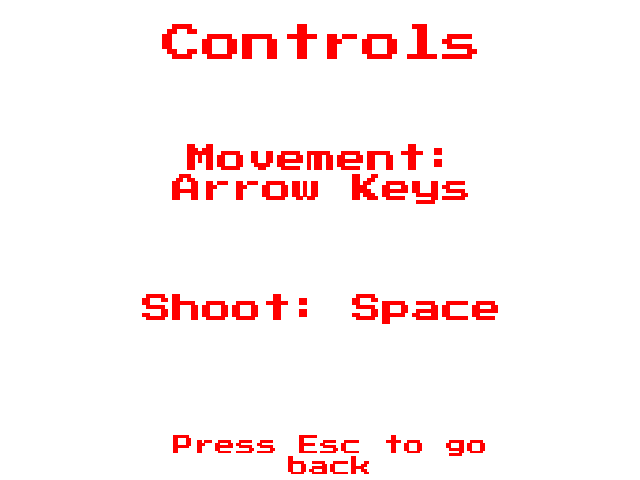 Controls
Movement:
Arrow Keys
Shoot: Space
Press Esc to go
back